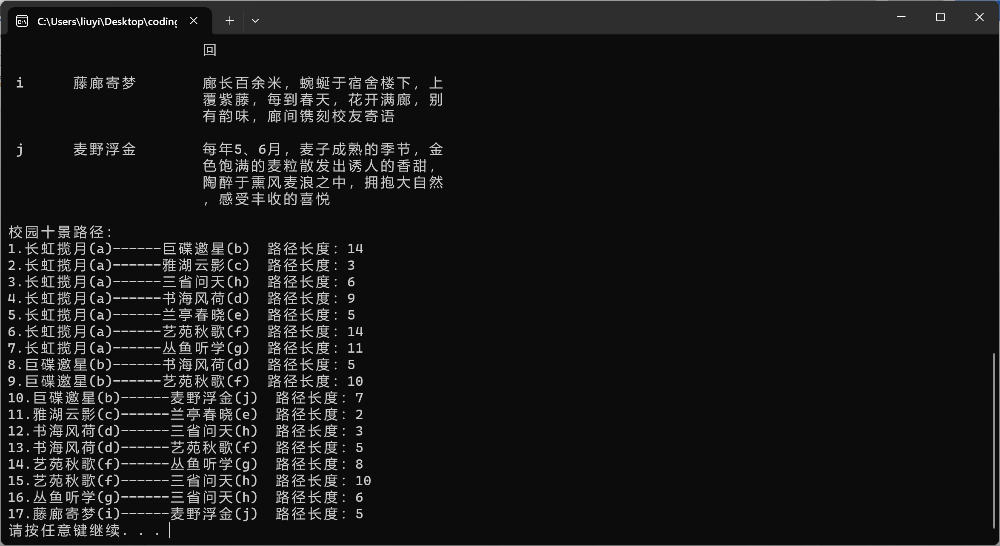 C:\Users\liuyi\Desktop\coding
回
i 藤廊寄梦 廊长百余米，蜿蜒于宿舍楼下，上
覆紫藤，每到春天，花开满廊，别
有韵味，廊间镌刻校友寄语
j 麦野浮金 每年5、6月，麦子成熟的季节，金
色饱满的麦粒散发出诱人的香甜，
陶醉于熏风麦浪之中，拥抱大自然
，感受丰收的喜悦
校园十景路径：
1.长虹揽月(a)------巨碟邀星(b) 路径长度：14
2.长虹揽月(a)------雅湖云影(c) 路径长度：3
3.长虹揽月(a)------三省问天(h) 路径长度：6
4.长虹揽月(a)------书海风荷(d) 路径长度：9
5.长虹揽月(a)------兰亭春晓(e) 路径长度：5
6.长虹揽月(a)------艺苑秋歌(f) 路径长度：14
7.长虹揽月(a)------丛鱼听学(g) 路径长度：11
8.巨碟邀星(b)------书海风荷(d) 路径长度：5
9.巨碟邀星(b)------艺苑秋歌(f) 路径长度：10
10.巨碟邀星(b)------麦野浮金(j) 路径长度：7
11.雅湖云影(c)------兰亭春晓(e) 路径长度：2
12.书海风荷(d)------三省问天(h) 路径长度：3
13.书海风荷(d)------艺苑秋歌(f) 路径长度：5
14.艺苑秋歌(f)------丛鱼听学(g) 路径长度：8
15.艺苑秋歌(f)------三省问天(h) 路径长度：10
16.丛鱼听学(g)------三省问天(h) 路径长度：6
17.藤廊寄梦(i)------麦野浮金(j) 路径长度：5
请按任意键继续. . .